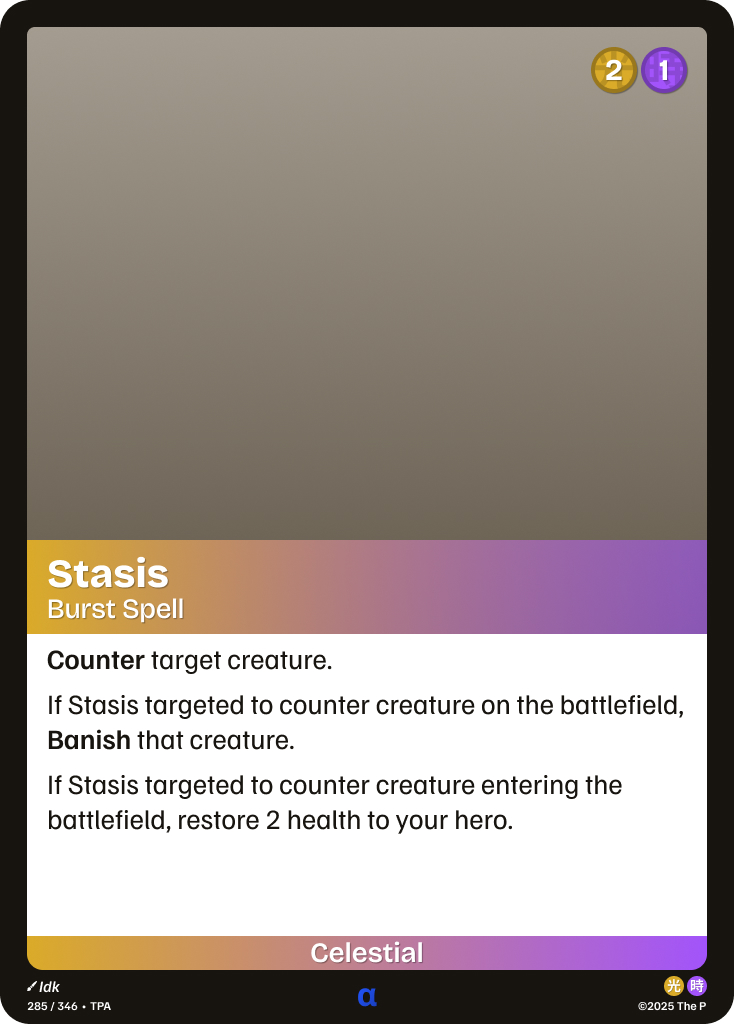 2 1
Stasis
Burst Spell
Counter target creature.
If Stasis targeted to counter creature on the battlefield,
Banish that creature.
If Stasis targeted to counter creature entering the
battlefield, restore 2 health to your hero.
Celestial
Idk
285 / 346 • TPA
α
光 時
©2025 The P